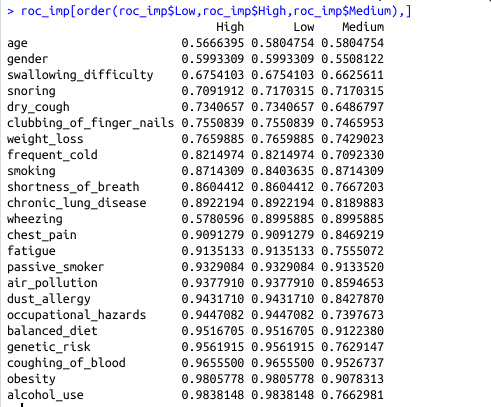 > roc_imp[order(roc_imp$Low,roc_imp$High,roc_imp$Medium),]
High Low Medium
age 0.5666395 0.5804754 0.5804754
gender 0.5993309 0.5993309 0.5508122
swallowing_difficulty 0.6754103 0.6754103 0.6625611
snoring 0.7091912 0.7170315 0.7170315
dry_cough 0.7340657 0.7340657 0.6486797
clubbing_of_finger_nails 0.7550839 0.7550839 0.7465953
weight_loss 0.7659885 0.7659885 0.7429023
frequent_cold 0.8214974 0.8214974 0.7092330
smoking 0.8714309 0.8403635 0.8714309
shortness_of_breath 0.8604412 0.8604412 0.7667203
chronic_lung_disease 0.8922194 0.8922194 0.8189883
wheezing 0.5780596 0.8995885 0.8995885
chest_pain 0.9091279 0.9091279 0.8469219
fatigue 0.9135133 0.9135133 0.7555072
passive_smoker 0.9329084 0.9329084 0.9133520
air_pollution 0.9377910 0.9377910 0.8594653
dust_allergy 0.9431710 0.9431710 0.8427870
occupational_hazards 0.9447082 0.9447082 0.7397673
balanced_diet 0.9516705 0.9516705 0.9122380
genetic_risk 0.9561915 0.9561915 0.7629147
coughing_of_blood 0.9655500 0.9655500 0.9526737
obesity 0.9805778 0.9805778 0.9078313
alcohol_use 0.9838148 0.9838148 0.7662981